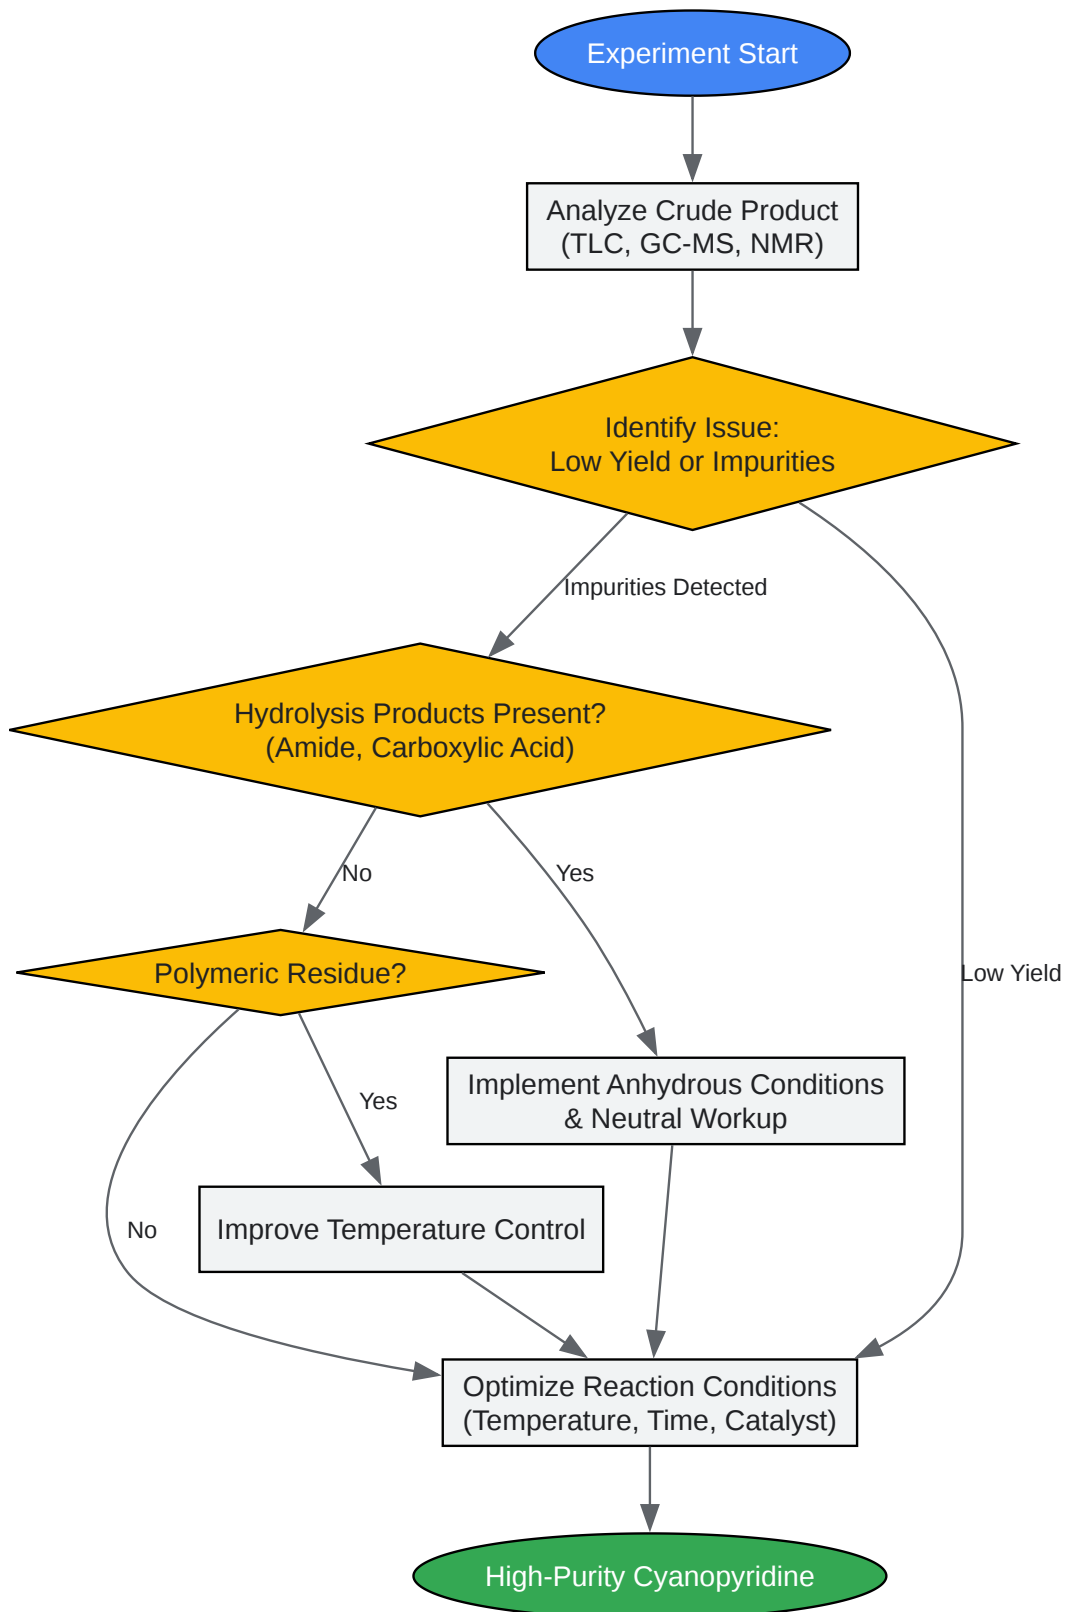 Experiment Start
Analyze Crude Product
(TLC, GC-MS, NMR)
Identify Issue:
Low Yield or Impurities
Impurities Detected
Hydrolysis Products Present?
(Amide, Carboxylic Acid)
No
Yes
Polymeric Residue?
Low Yield
Implement Anhydrous Conditions
& Neutral Workup
Yes
Improve Temperature Control
No
Optimize Reaction Conditions
(Temperature, Time, Catalyst)
High-Purity Cyanopyridine